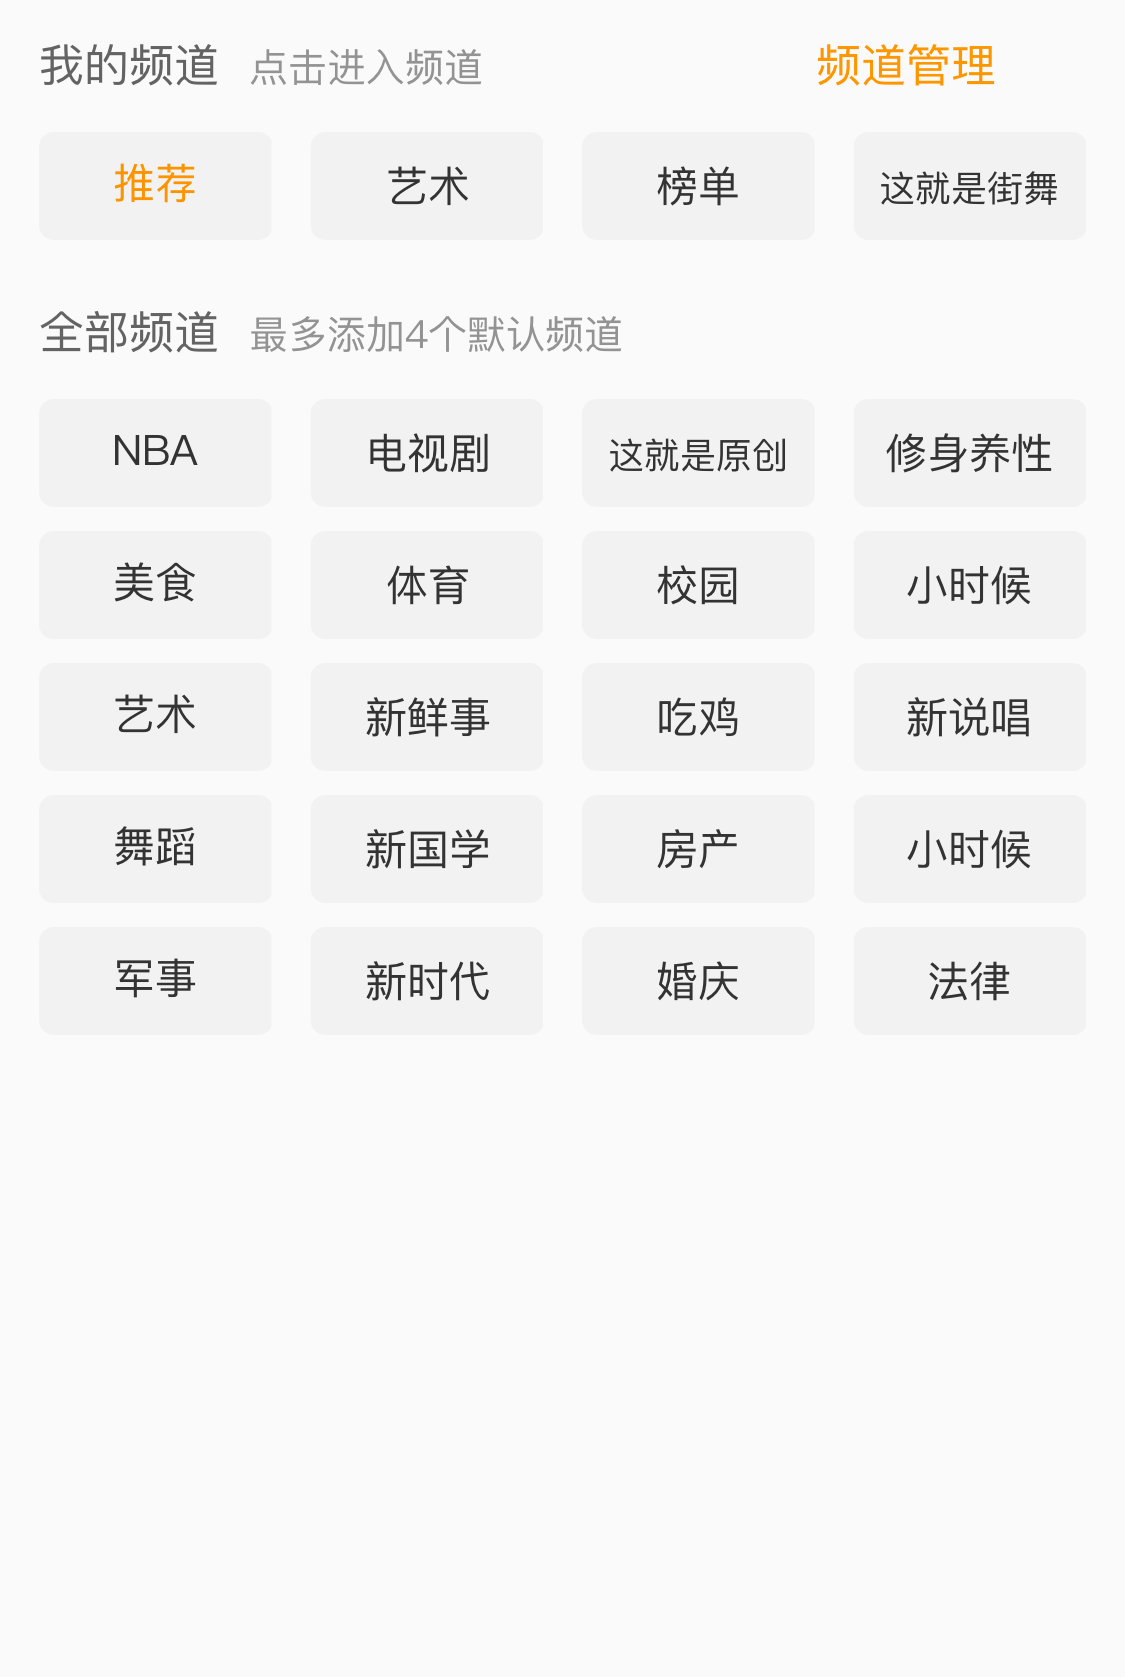 我的频道 点击进入频道 频道管理
推荐 艺术 榜单 这就是街舞
全部频道 最多添加4个默认频道
NBA 电视剧 这就是原创 修身养性
美食 体育 校园 小时候
艺术 新鲜事 吃鸡 新说唱
舞蹈 新国学 房产 小时候
军事 新时代 婚庆 法律